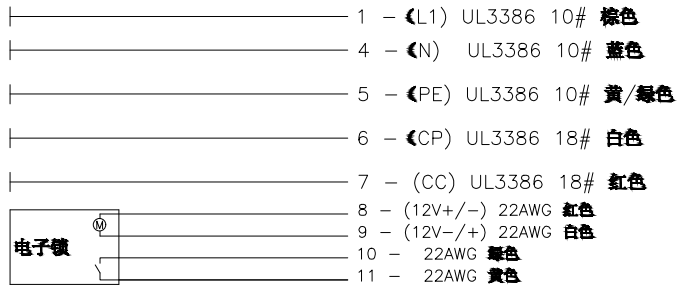 1 - (L1) UL3386 10# 棕色
4 - (N) UL3386 10# 蓝色
5 - (PE) UL3386 10# 黄/绿色
6 - (CP) UL3386 18# 白色
7 - (CC) UL3386 18# 红色
8 - (12V+/-) 22AWG 红色
M
9 - (12V-/+) 22AWG 白色
电子锁
10 - 22AWG 绿色
11 - 22AWG 黄色